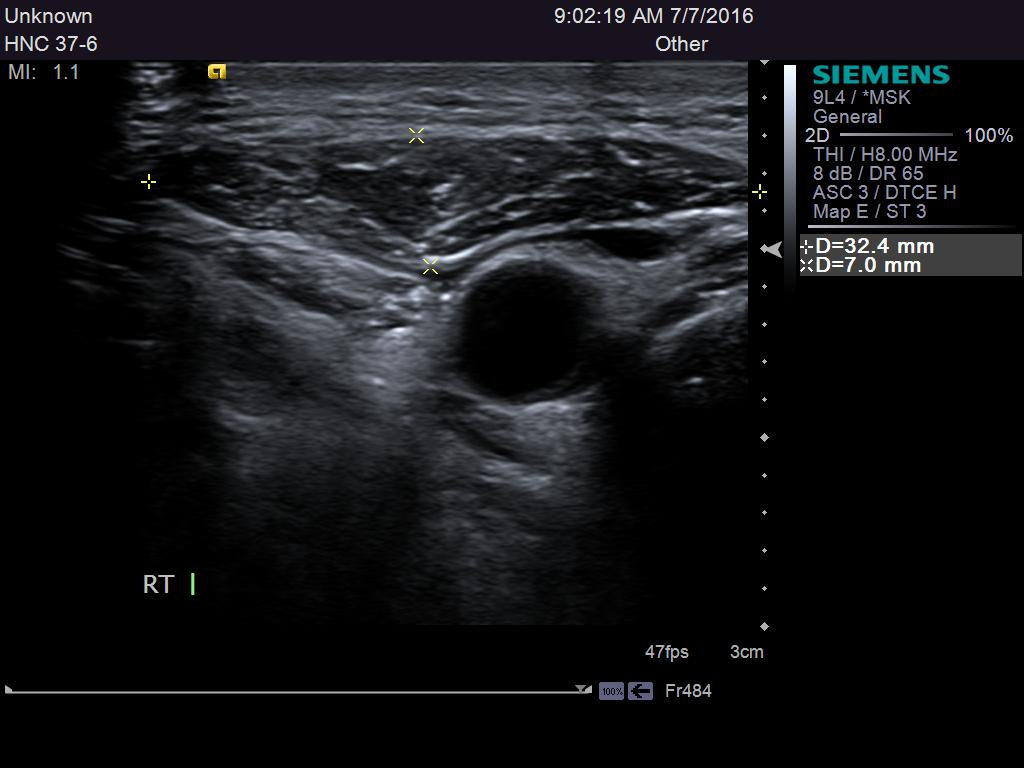 Unknown
9:02:19 AM 7/7/2016
HNC 37-6
Other
MI: 1.1
SIEMENS
9L4 / *MSK
General
2D 100%
THI / H8.00 MHz
8 dB / DR 65
ASC 3 / DTCE H
Map E / ST 3
D=32.4 mm
D=7.0 mm
RT
47fps 3cm
100% Fr484